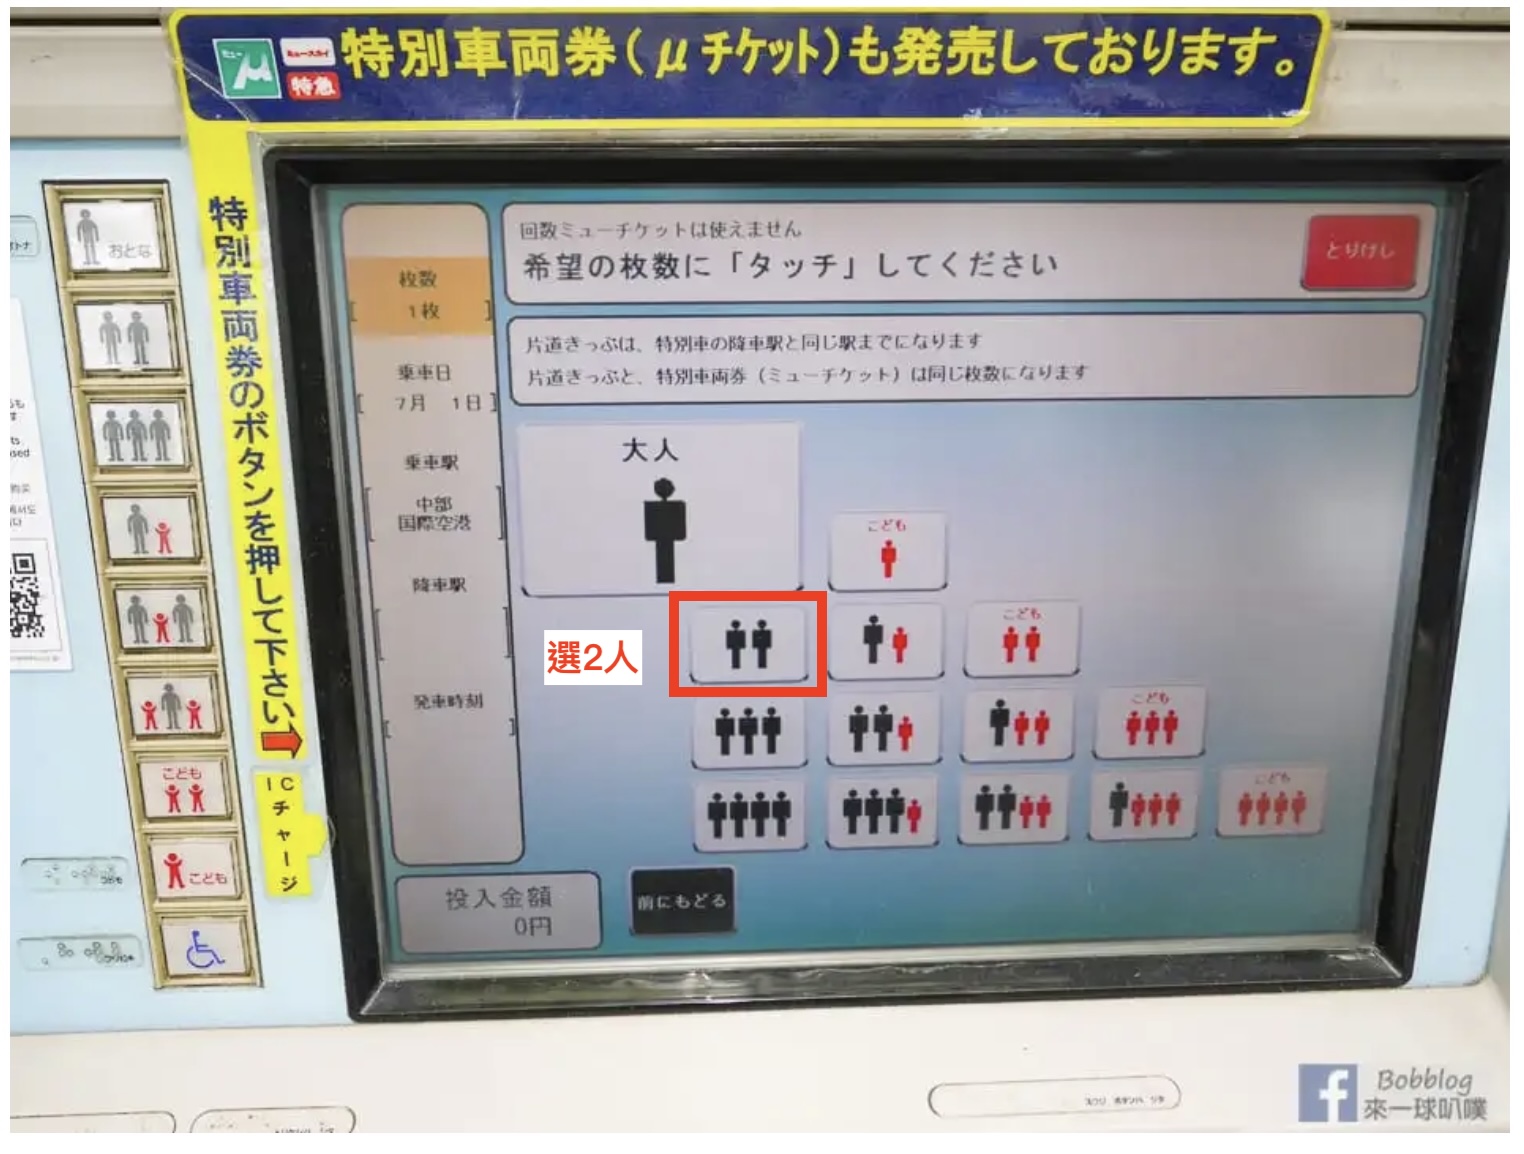 ミュー
μ
ミュースカイ
特急
特別車両券(μチケット)も発売しております。
特別車両券のボタンを押して下さい
ICチャージ
おとな
こども
こども
枚数
[ 1枚 ]
乗車日
[ 7月 1日 ]
乗車駅
[ 中部
国際空港 ]
降車駅
発車時刻
回数ミューチケットは使えません
希望の枚数に「タッチ」してください
とりけし
片道きっぷは、特別車の降車駅と同じ駅までになります
片道きっぷと、特別車両券(ミューチケット)は同じ枚数になります
大人
こども
選2人
こども
こども
こども
投入金額
0円
前にもどる
Bobblog
來一球叭噗